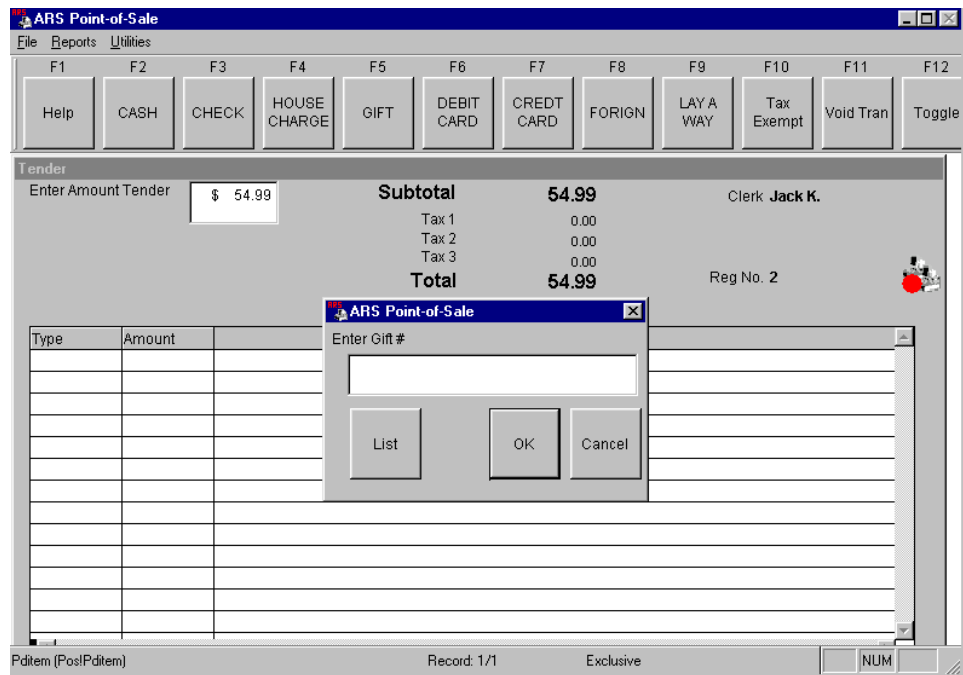 ARS ARS Point-of-Sale
File Reports Utilities
F1 F2 F3 F4 F5 F6 F7 F8 F9 F10 F11 F12
Help
CASH
CHECK
HOUSE
CHARGE
GIFT
DEBIT
CARD
CREDT
CARD
FORIGN
LAY A
WAY
Tax
Exempt
Void Tran
Toggle
Tender
Enter Amount Tender $ 54.99 Subtotal 54.99 Clerk Jack K.
Tax 1 0.00
Tax 2 0.00
Tax 3 0.00
Total 54.99 Reg No. 2
ARS ARS Point-of-Sale
Type Amount
Enter Gift #
List OK Cancel
Pditem (Pos!Pditem) Record: 1/1 Exclusive NUM